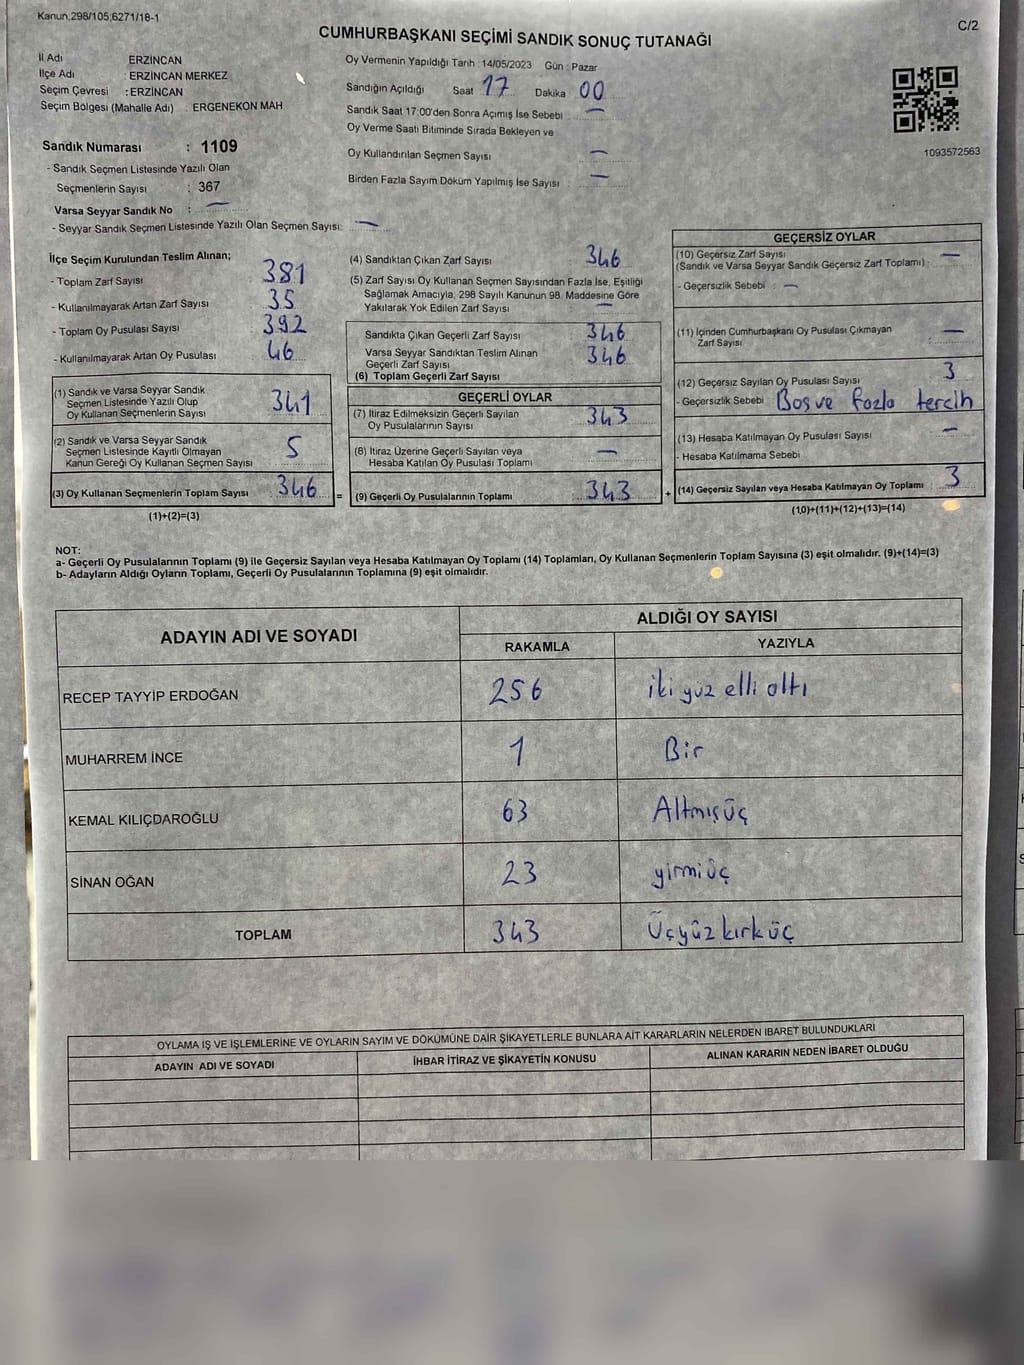 Kanun,298/105,6271/18-1
C/2
CUMHURBAŞKANI SEÇİMİ SANDIK SONUÇ TUTANAĞI
İl Adı ERZİNCAN
İlçe Adı : ERZİNCAN MERKEZ
Seçim Çevresi : ERZİNCAN
Seçim Bölgesi (Mahalle Adı) : ERGENEKON MAH
Sandık Numarası : 1109
- Sandık Seçmen Listesinde Yazılı Olan
Seçmenlerin Sayısı : 367
Varsa Seyyar Sandık No : —
- Seyyar Sandık Seçmen Listesinde Yazılı Olan Seçmen Sayısı: —
Oy Vermenin Yapıldığı Tarih : 14/05/2023 Gün : Pazar
Sandığın Açıldığı Saat 17 Dakika 00
Sandık Saat 17:00'den Sonra Açımış İse Sebebi —
Oy Verme Saati Bitiminde Sırada Bekleyen ve
Oy Kullandırılan Seçmen Sayısı —
Birden Fazla Sayım Döküm Yapılmış İse Sayısı : —
1093572563
İlçe Seçim Kurulundan Teslim Alınan;
- Toplam Zarf Sayısı 381
- Kullanılmayarak Artan Zarf Sayısı 35
- Toplam Oy Pusulası Sayısı 392
- Kullanılmayarak Artan Oy Pusulası 46
(1) Sandık ve Varsa Seyyar Sandık
Seçmen Listesinde Yazılı Olup
Oy Kullanan Seçmenlerin Sayısı 341
(2) Sandık ve Varsa Seyyar Sandık
Seçmen Listesinde Kayıtlı Olmayan
Kanun Gereği Oy Kullanan Seçmen Sayısı 5
(3) Oy Kullanan Seçmenlerin Toplam Sayısı 346 =
(1)+(2)=(3)
(4) Sandıktan Çıkan Zarf Sayısı 346
(5) Zarf Sayısı Oy Kullanan Seçmen Sayısından Fazla İse, Eşitliği
Sağlamak Amacıyla; 298 Sayılı Kanunun 98. Maddesine Göre
Yakılarak Yok Edilen Zarf Sayısı —
Sandıkta Çıkan Geçerli Zarf Sayısı 346
Varsa Seyyar Sandıktan Teslim Alınan
Geçerli Zarf Sayısı 346
(6) Toplam Geçerli Zarf Sayısı
GEÇERLİ OYLAR
(7) İtiraz Edilmeksizin Geçerli Sayılan
Oy Pusulalarının Sayısı 343
(8) İtiraz Üzerine Geçerli Sayılan veya
Hesaba Katılan Oy Pusulası Toplamı —
(9) Geçerli Oy Pusulalarının Toplamı : 343 +
GEÇERSİZ OYLAR
(10) Geçersiz Zarf Sayısı —
(Sandık ve Varsa Seyyar Sandık Geçersiz Zarf Toplamı) :
- Geçersizlik Sebebi : —
(11) İçinden Cumhurbaşkanı Oy Pusulası Çıkmayan
Zarf Sayısı —
(12) Geçersiz Sayılan Oy Pusulası Sayısı 3
- Geçersizlik Sebebi Boş ve fazla tercih
(13) Hesaba Katılmayan Oy Pusulası Sayısı —
- Hesaba Katılmama Sebebi
(14) Geçersiz Sayılan veya Hesaba Katılmayan Oy Toplamı : 3
(10)+(11)+(12)+(13)=(14)
NOT:
a- Geçerli Oy Pusulalarının Toplamı (9) ile Geçersiz Sayılan veya Hesaba Katılmayan Oy Toplamı (14) Toplamları, Oy Kullanan Seçmenlerin Toplam Sayısına (3) eşit olmalıdır. (9)+(14)=(3)
b- Adayların Aldığı Oyların Toplamı, Geçerli Oy Pusulalarının Toplamına (9) eşit olmalıdır.
ADAYIN ADI VE SOYADI ALDIĞI OY SAYISI
RAKAMLA YAZIYLA
RECEP TAYYİP ERDOĞAN 256 iki yüz elli altı
MUHARREM İNCE 1 Bir
KEMAL KILIÇDAROĞLU 63 Altmışüç
SİNAN OĞAN 23 yirmiüç
TOPLAM 343 Üçyüz kırk üç
OYLAMA İŞ VE İŞLEMLERİNE VE OYLARIN SAYIM VE DÖKÜMÜNE DAİR ŞİKAYETLERLE BUNLARA AİT KARARLARIN NELERDEN İBARET BULUNDUKLARI
ADAYIN ADI VE SOYADI İHBAR İTİRAZ VE ŞİKAYETİN KONUSU ALINAN KARARIN NEDEN İBARET OLDUĞU